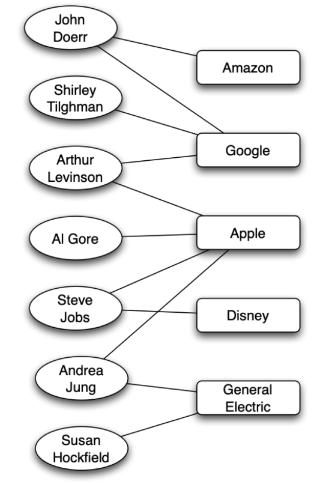 John
Doerr
Amazon
Shirley
Tilghman
Google
Arthur
Levinson
Apple
Al Gore
Steve
Jobs
Disney
Andrea
Jung
General
Electric
Susan
Hockfield